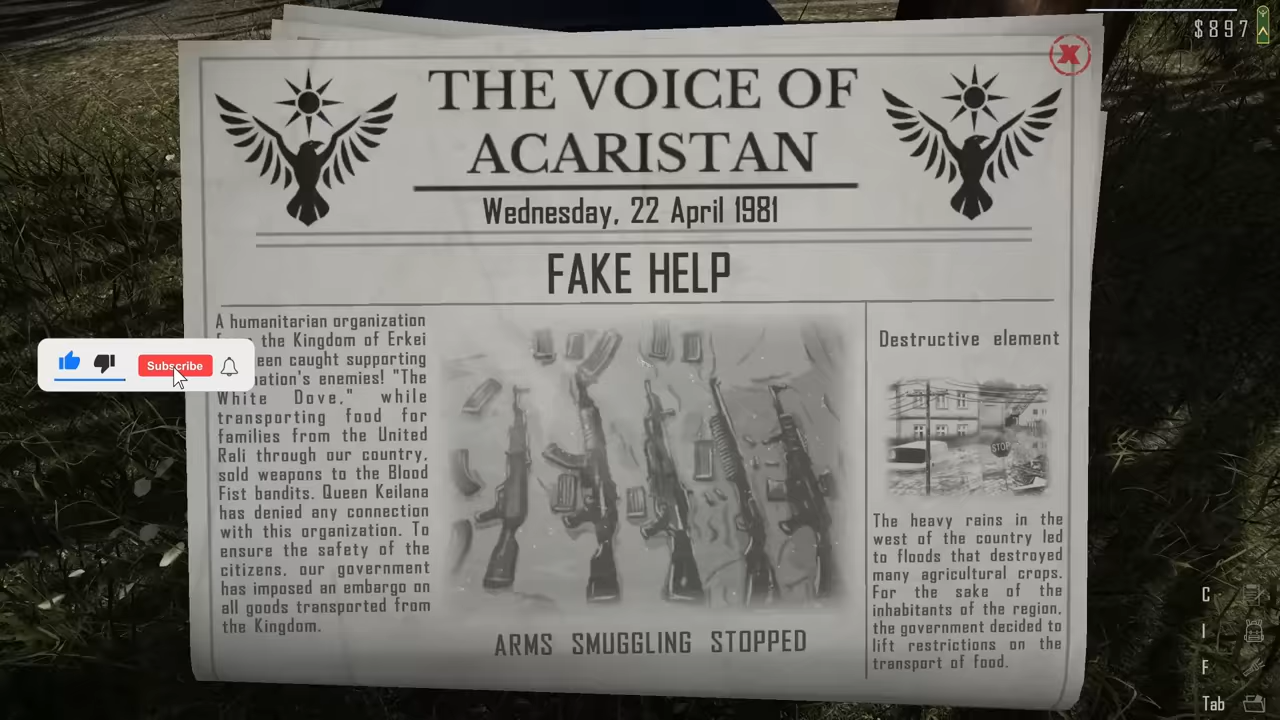 $897
X
THE VOICE OF
ACARISTAN
Wednesday, 22 April 1981
FAKE HELP
A humanitarian organization
the Kingdom of Erkei
een caught supporting
nation's enemies! "The
White Dove," while
transporting food for
families from the United
Rali through our country,
sold weapons to the Blood
Fist bandits. Queen Keilana
has denied any connection
with this organization. To
ensure the safety of the
citizens, our government
has imposed an embargo on
all goods transported from
the Kingdom.
Subscribe
ARMS SMUGGLING STOPPED
Destructive element
STOP
The heavy rains in the
west of the country led
to floods that destroyed
many agricultural crops.
For the sake of the
inhabitants of the region,
the government decided to
lift restrictions on the
transport of food.
C
I
F
Tab